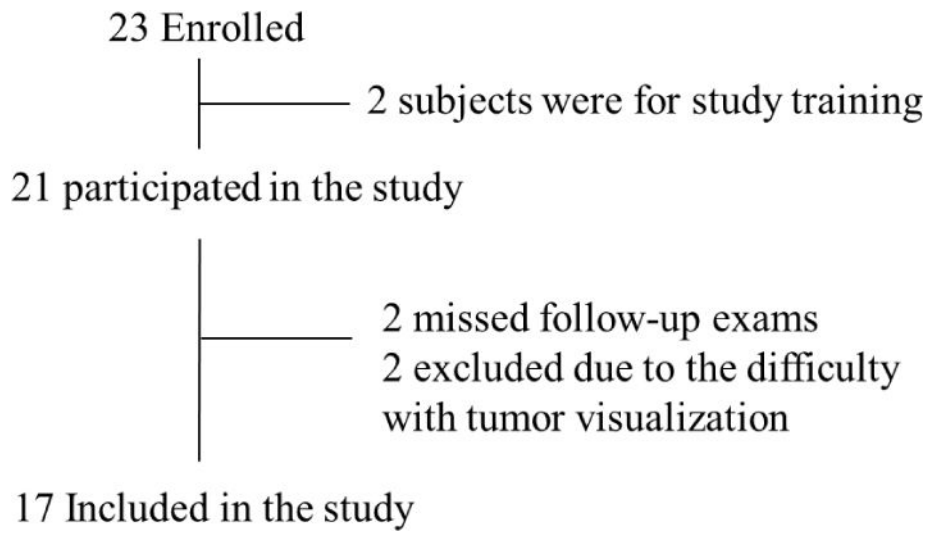 23 Enrolled
2 subjects were for study training
21 participated in the study
2 missed follow-up exams
2 excluded due to the difficulty
with tumor visualization
17 Included in the study